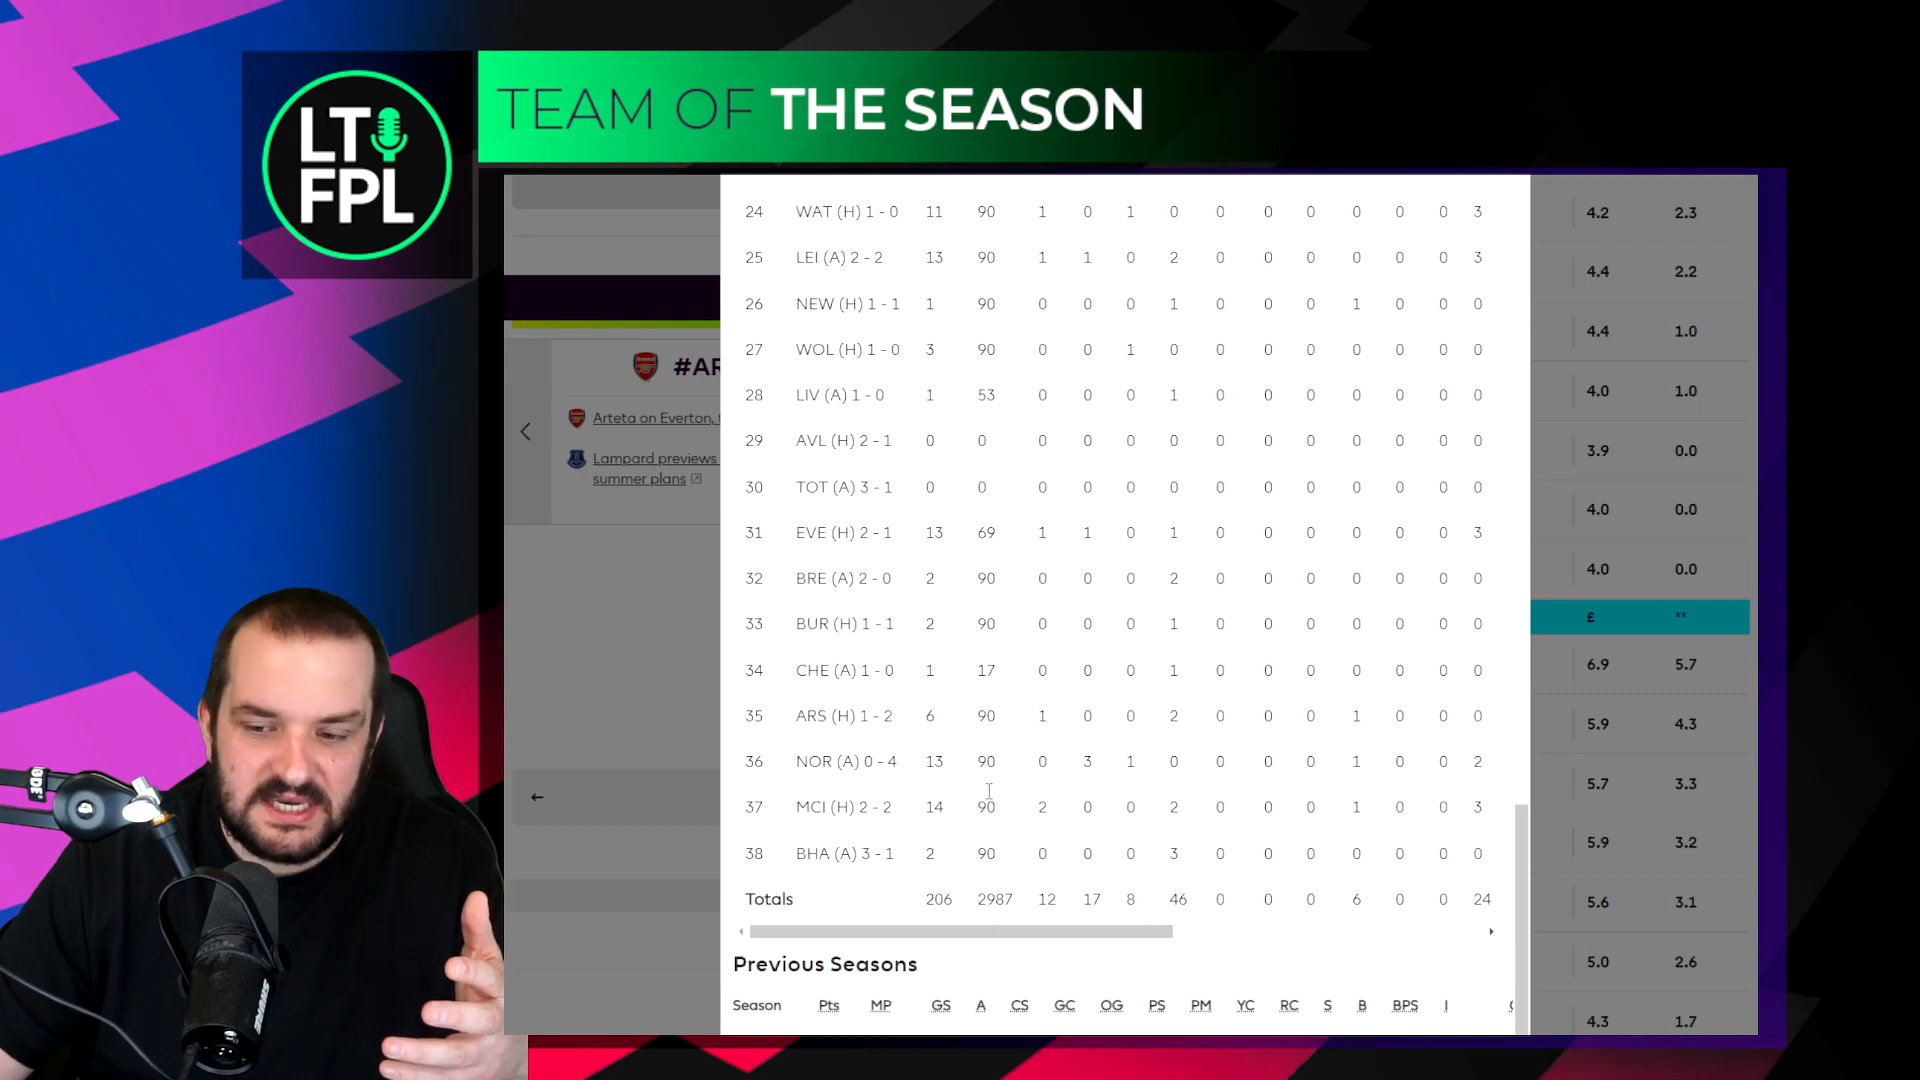 LT
FPL
TEAM OF THE SEASON
24 WAT (H) 1 - 0 11 90 1 0 1 0 0 0 0 0 0 0 3
25 LEI (A) 2 - 2 13 90 1 1 0 2 0 0 0 0 0 0 3
26 NEW (H) 1 - 1 1 90 0 0 0 1 0 0 0 1 0 0 0
27 WOL (H) 1 - 0 3 90 0 0 1 0 0 0 0 0 0 0 0
28 LIV (A) 1 - 0 1 53 0 0 0 1 0 0 0 0 0 0 0
29 AVL (H) 2 - 1 0 0 0 0 0 0 0 0 0 0 0 0 0
30 TOT (A) 3 - 1 0 0 0 0 0 0 0 0 0 0 0 0 0
31 EVE (H) 2 - 1 13 69 1 1 0 1 0 0 0 0 0 0 3
32 BRE (A) 2 - 0 2 90 0 0 0 2 0 0 0 0 0 0 0
33 BUR (H) 1 - 1 2 90 0 0 0 1 0 0 0 0 0 0 0
34 CHE (A) 1 - 0 1 17 0 0 0 1 0 0 0 0 0 0 0
35 ARS (H) 1 - 2 6 90 1 0 0 2 0 0 0 1 0 0 0
36 NOR (A) 0 - 4 13 90 0 3 1 0 0 0 0 1 0 0 2
37 MCI (H) 2 - 2 14 90 2 0 0 2 0 0 0 1 0 0 3
38 BHA (A) 3 - 1 2 90 0 0 0 3 0 0 0 0 0 0 0
Totals 206 2987 12 17 8 46 0 0 0 6 0 0 24
Previous Seasons
Season Pts MP GS A CS GC OG PS PM YC RC S B BPS I
#AR
Arteta on Everton,
Lampard previews
summer plans
4.2 2.3
4.4 2.2
4.4 1.0
4.0 1.0
3.9 0.0
4.0 0.0
4.0 0.0
£ **
6.9 5.7
5.9 4.3
5.7 3.3
5.9 3.2
5.6 3.1
5.0 2.6
4.3 1.7
SHURE